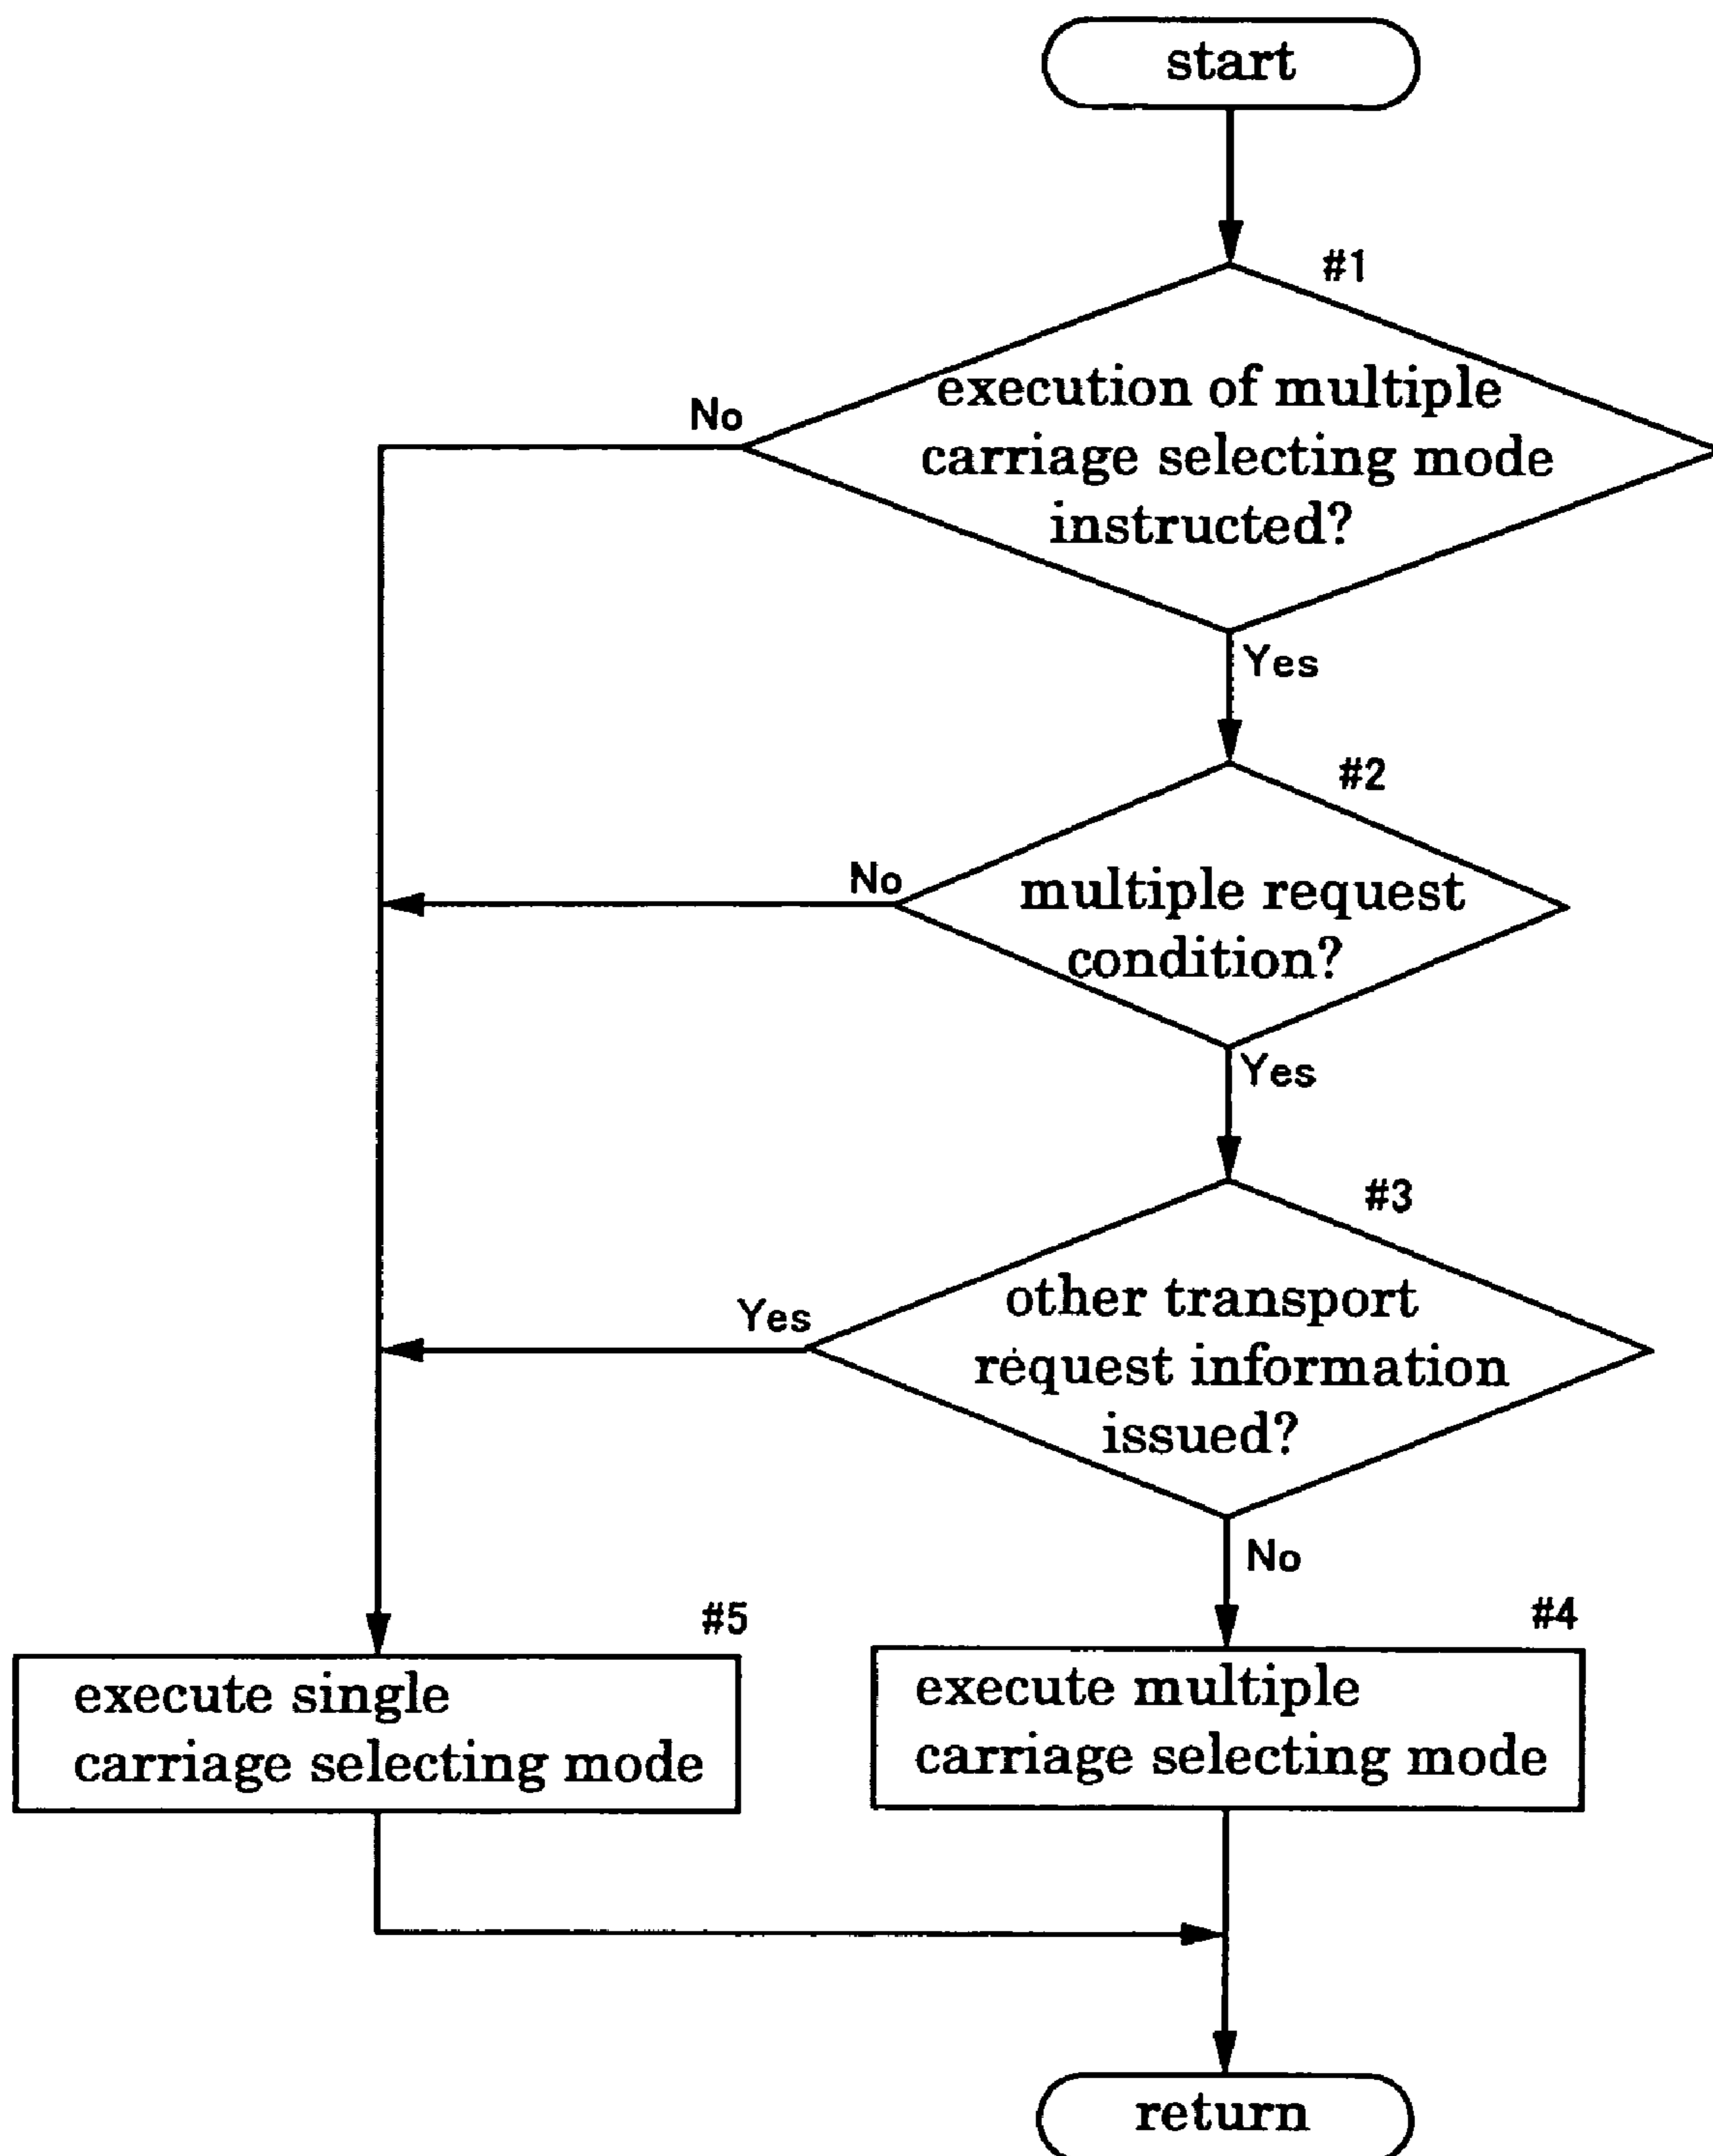 start
#1
execution of multiple
carriage selecting mode
instructed?
No
Yes
#2
multiple request
condition?
No
Yes
#3
other transport
request information
issued?
Yes
No
#5
execute single
carriage selecting mode
#4
execute multiple
carriage selecting mode
return